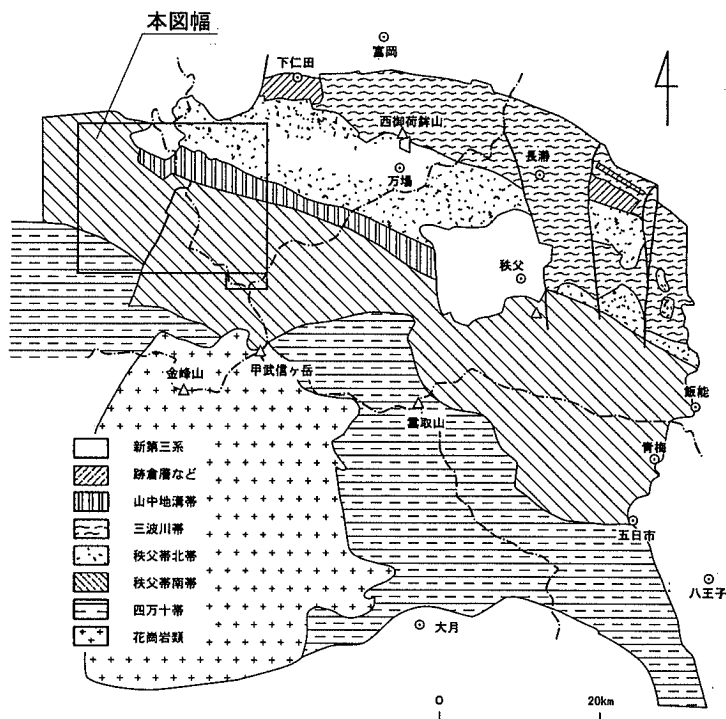 本図幅
富岡
下仁田
西御荷鉾山
長瀞
万場
秩父
金峰山
甲武信ヶ岳
雲取山
飯能
青梅
五日市
八王子
大月
新第三系
跡倉層など
山中地溝帯
三波川帯
秩父帯北帯
秩父帯南帯
四万十帯
花崗岩類
0 20km